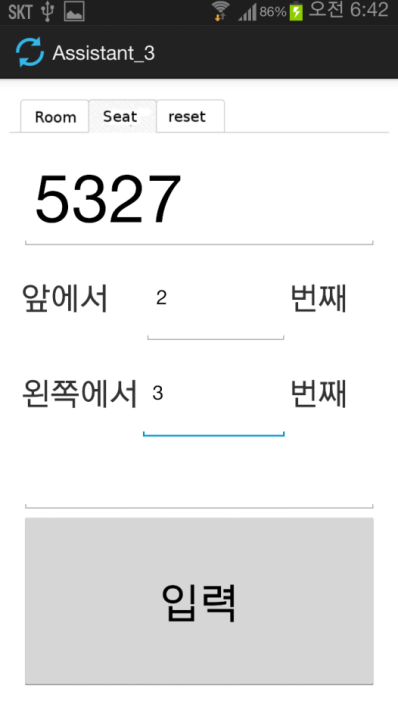 SKT 86% 오전 6:42
Assistant_3
Room Seat reset
5327
앞에서 2 번째
왼쪽에서 3 번째
입력